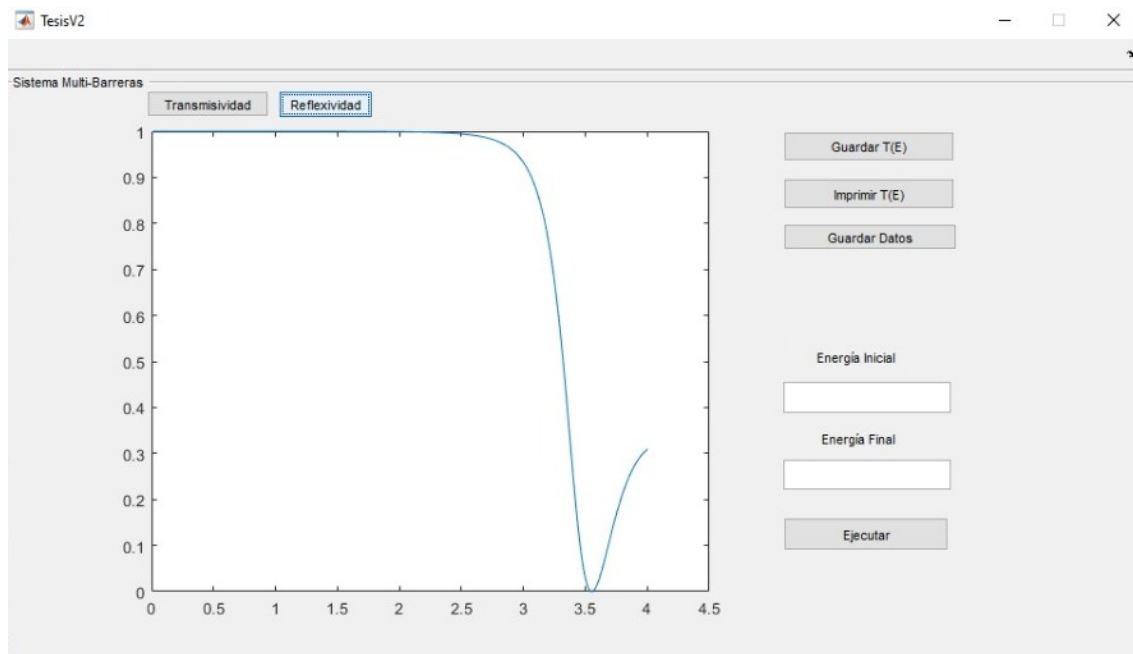 TesisV2
Sistema Multi-Barreras
Transmisividad
Reflexividad
1
0.9
0.8
0.7
0.6
0.5
0.4
0.3
0.2
0.1
0
0 0.5 1 1.5 2 2.5 3 3.5 4 4.5
Guardar T(E)
Imprimir T(E)
Guardar Datos
Energía Inicial
Energía Final
Ejecutar